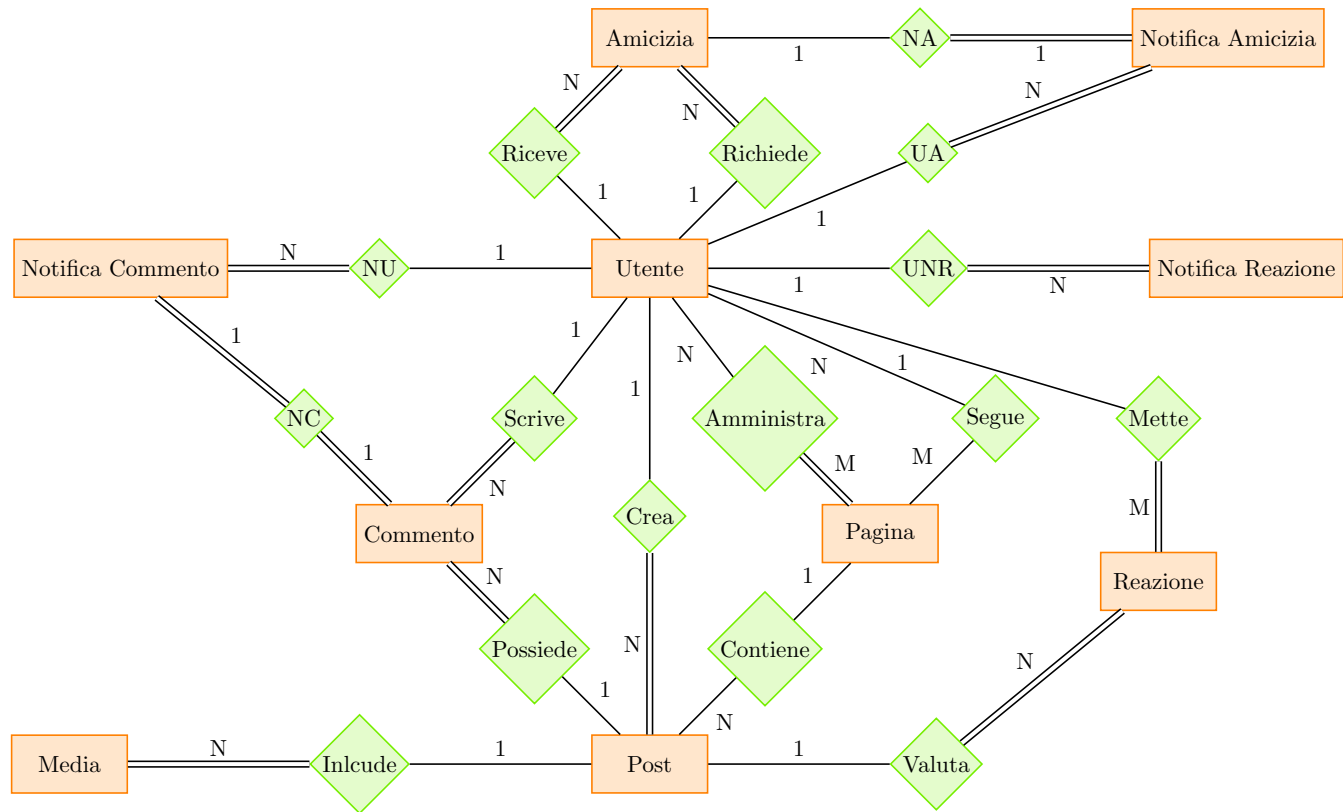 Amicizia
1
NA
1
Notifica Amicizia
N
N
N
Riceve
Richiede
UA
1
1
1
Notifica Commento
N
NU
1
Utente
1
UNR
N
Notifica Reazione
1
1
N
N
1
1
NC
Scrive
Amministra
Segue
Mette
1
N
M
M
M
Crea
Commento
Pagina
Reazione
N
1
N
Possiede
Contiene
N
1
N
Media
N
Inlcude
1
Post
1
Valuta